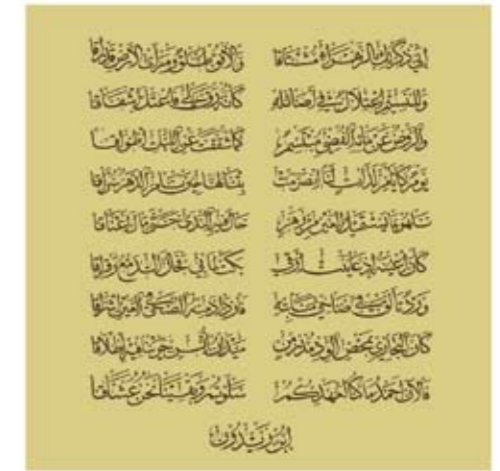 إني ذكرتك بالزهراء مشتاقا والأفق طلق ومرأى الأرض قد راقا
وللنسيم اعتلال في أصائله كأنه رق لي فاعتل إشفاقا
والروض عن مائه الفضي مبتسم كما شققت عن اللبات أطواقا
يوم كأيام لذات لنا انصرمت بتنا لها حين نام الدهر سراقا
نلهو بما يستميل العين من زهر جال الندى فيه حتى مال أعناقا
كأن أعينه إذ عاينت أرقي بكت لما بي فجال الدمع رقراقا
ورد تألق في ضاحي منابته فازداد منه الضحى في العين إشراقا
كان التجاري بمحض الود مذ زمن ميدان أنس جرينا فيه إطلاقا
فالآن أحمد ما كنا لعهدكم سلوتم وبقينا نحن عشاقا
ابن زيدون